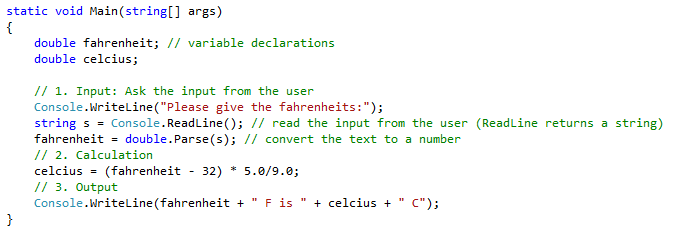 static void Main(string[] args)
{
    double fahrenheit; // variable declarations
    double celcius;

    // 1. Input: Ask the input from the user
    Console.WriteLine("Please give the fahrenheits:");
    string s = Console.ReadLine(); // read the input from the user (ReadLine returns a string)
    fahrenheit = double.Parse(s); // convert the text to a number
    // 2. Calculation
    celcius = (fahrenheit - 32) * 5.0/9.0;
    // 3. Output
    Console.WriteLine(fahrenheit + " F is " + celcius + " C");
}